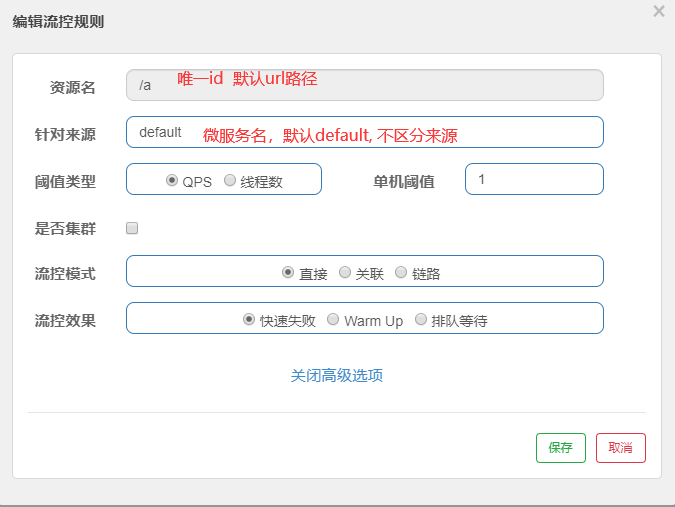 编辑流控规则
×
资源名 /a 唯一id 默认url路径
针对来源 default 微服务名，默认default, 不区分来源
阈值类型 QPS 线程数 单机阈值 1
是否集群
流控模式 直接 关联 链路
流控效果 快速失败 Warm Up 排队等待
关闭高级选项
保存 取消